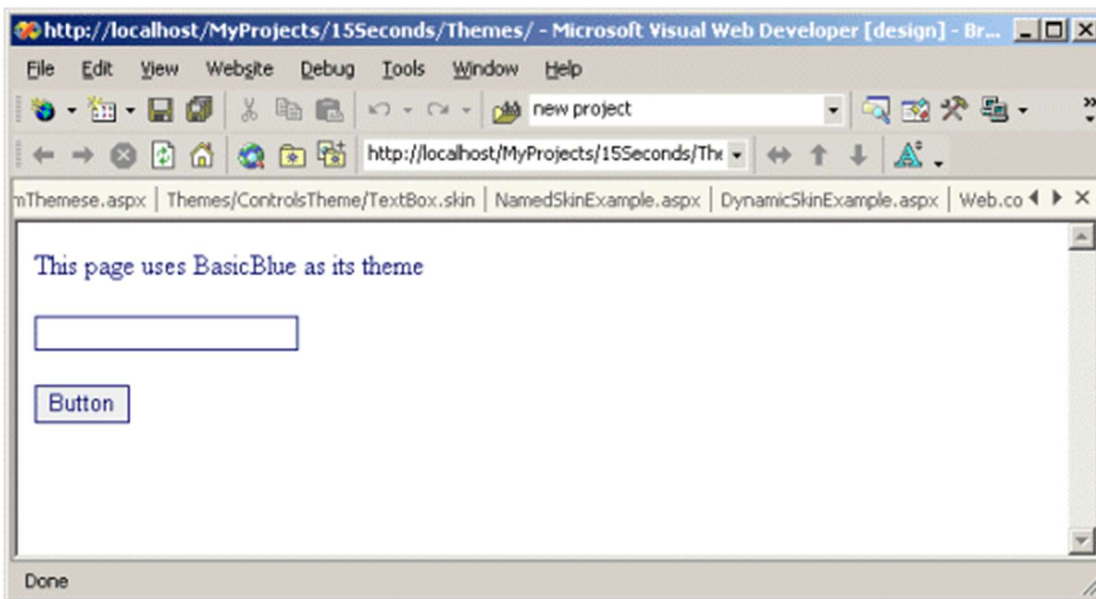 http://localhost/MyProjects/15Seconds/Themes/ - Microsoft Visual Web Developer [design] - Br...
File Edit View Website Debug Tools Window Help
new project
http://localhost/MyProjects/15Seconds/The
mThemese.aspx | Themes/ControlsTheme/TextBox.skin | NamedSkinExample.aspx | DynamicSkinExample.aspx | Web.co
This page uses BasicBlue as its theme
Button
Done